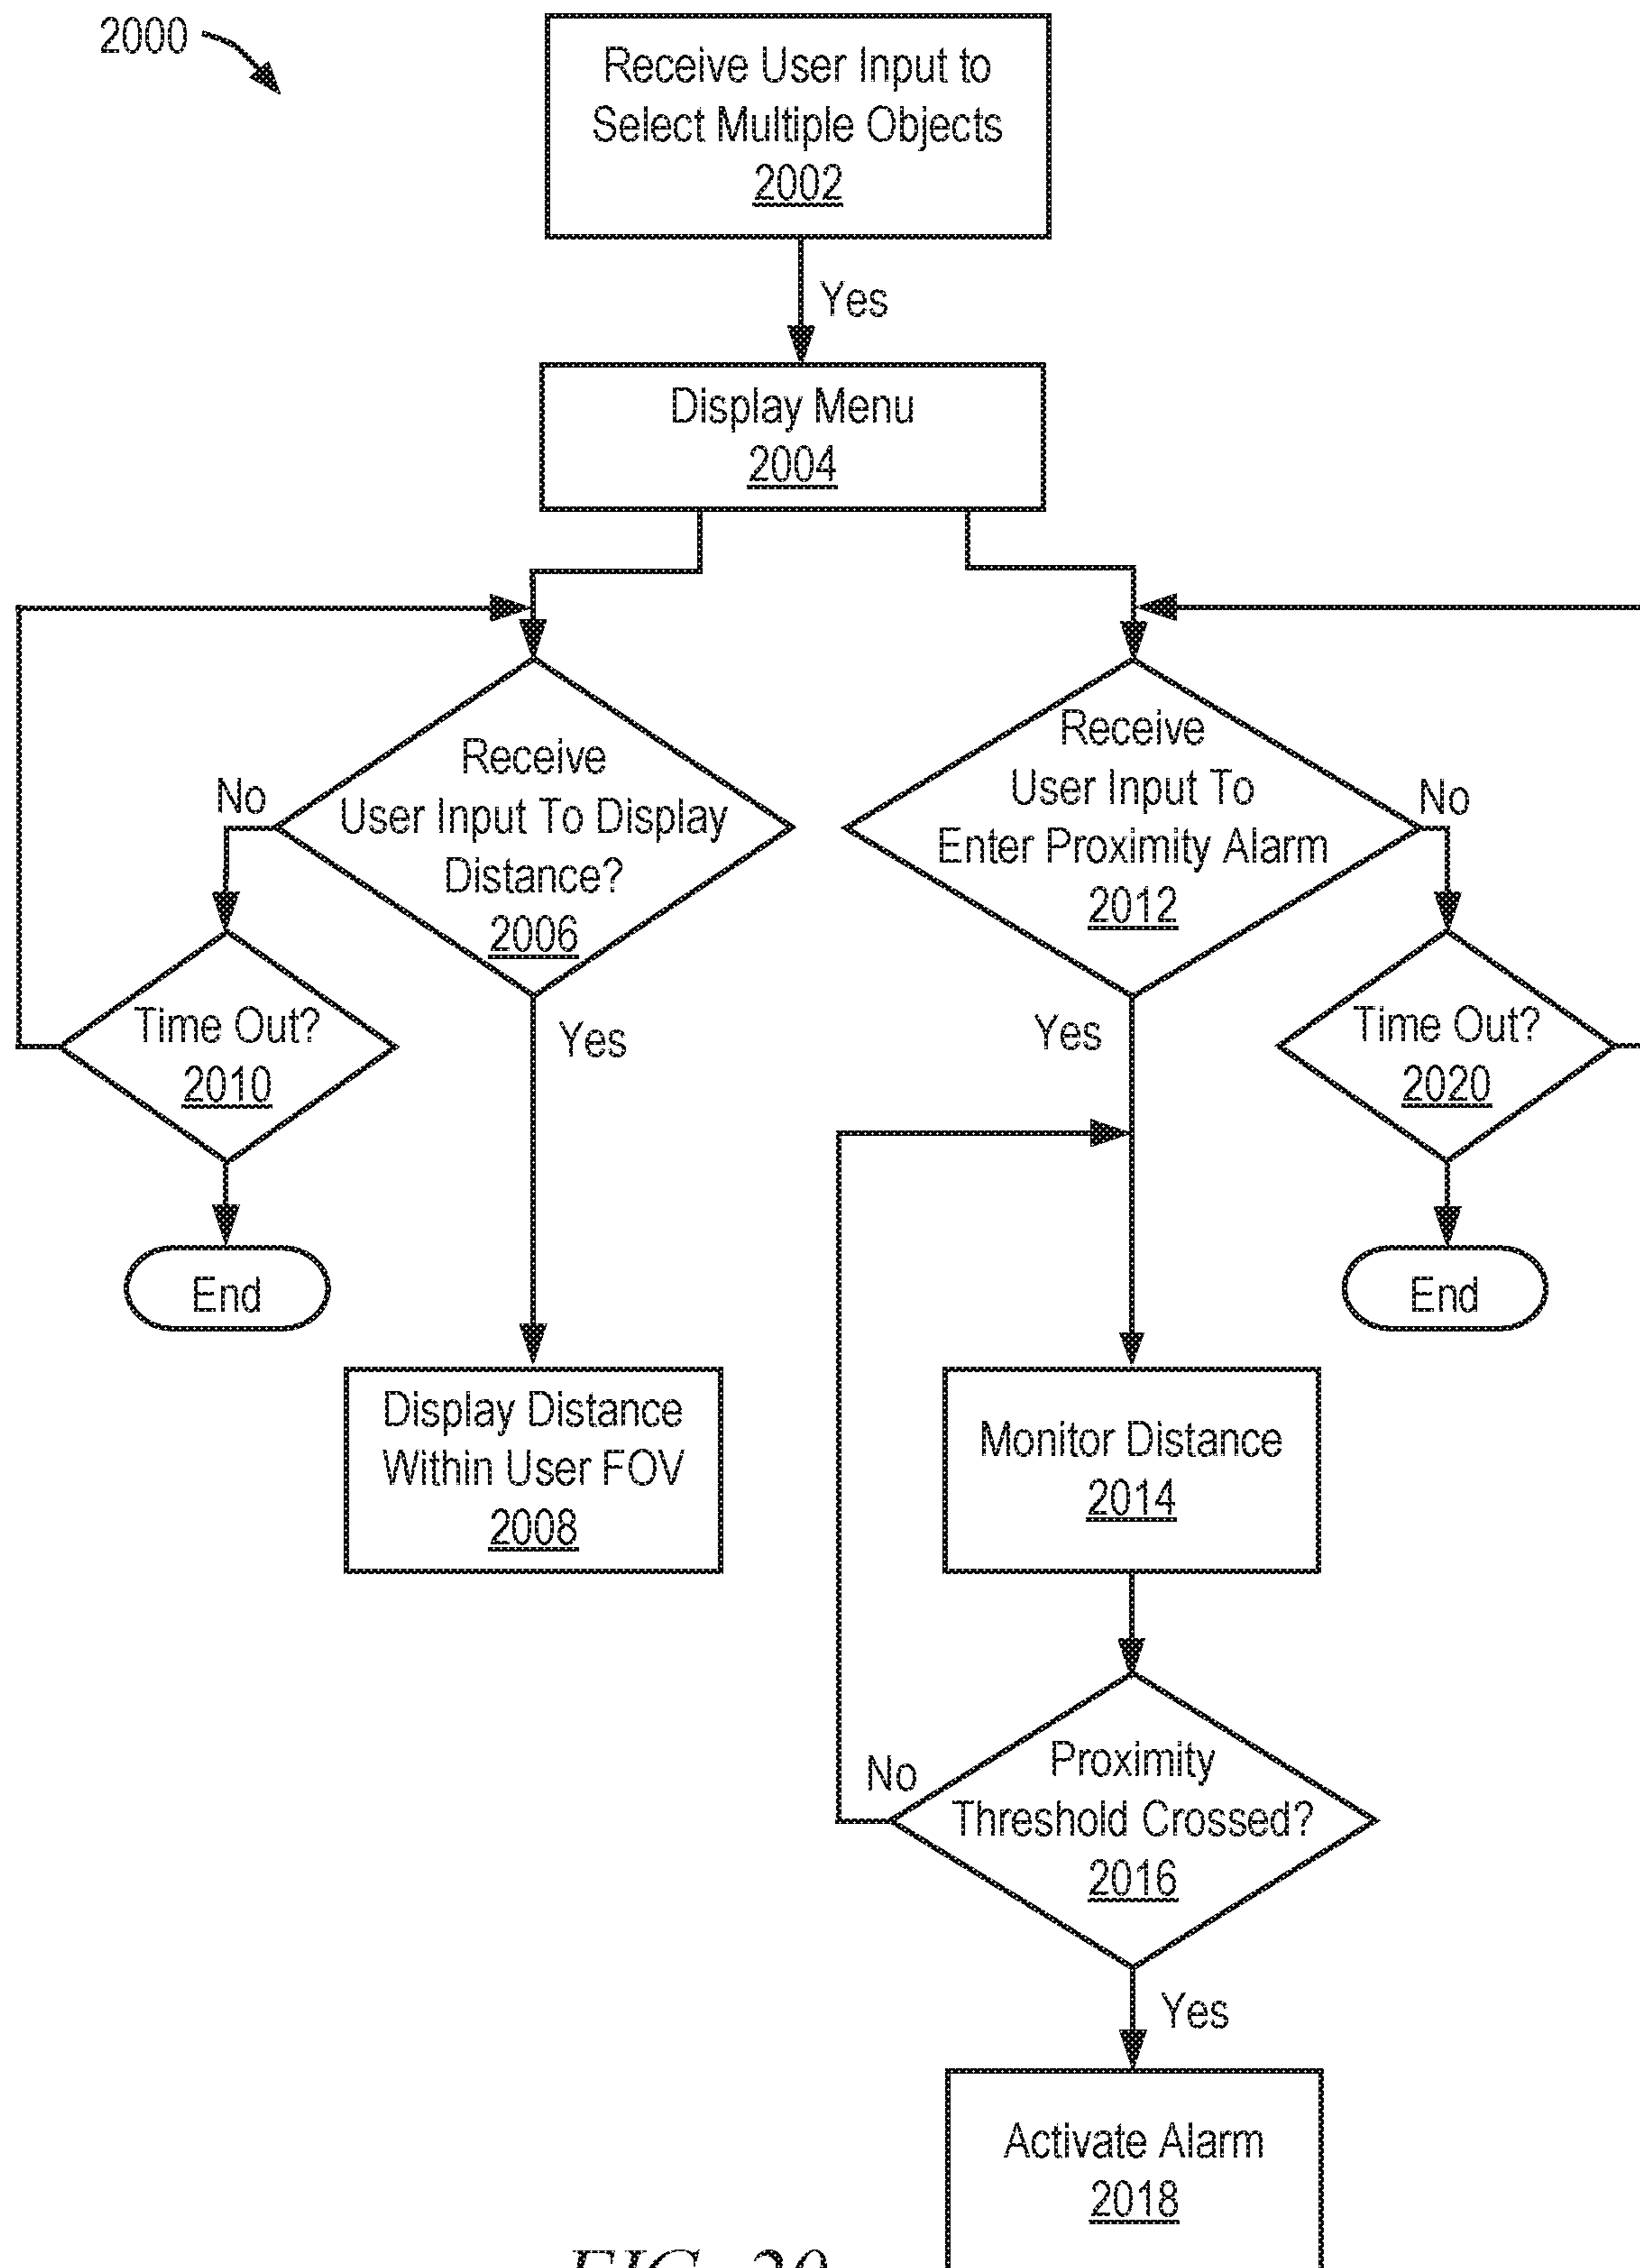 2000
Receive User Input to
Select Multiple Objects
2002
Yes
Display Menu
2004
Receive
User Input To Display
Distance?
2006
No
Yes
Time Out?
2010
End
Display Distance
Within User FOV
2008
Receive
User Input To
Enter Proximity Alarm
2012
No
Yes
Time Out?
2020
End
Monitor Distance
2014
Proximity
Threshold Crossed?
2016
No
Yes
Activate Alarm
2018
FIG. 20